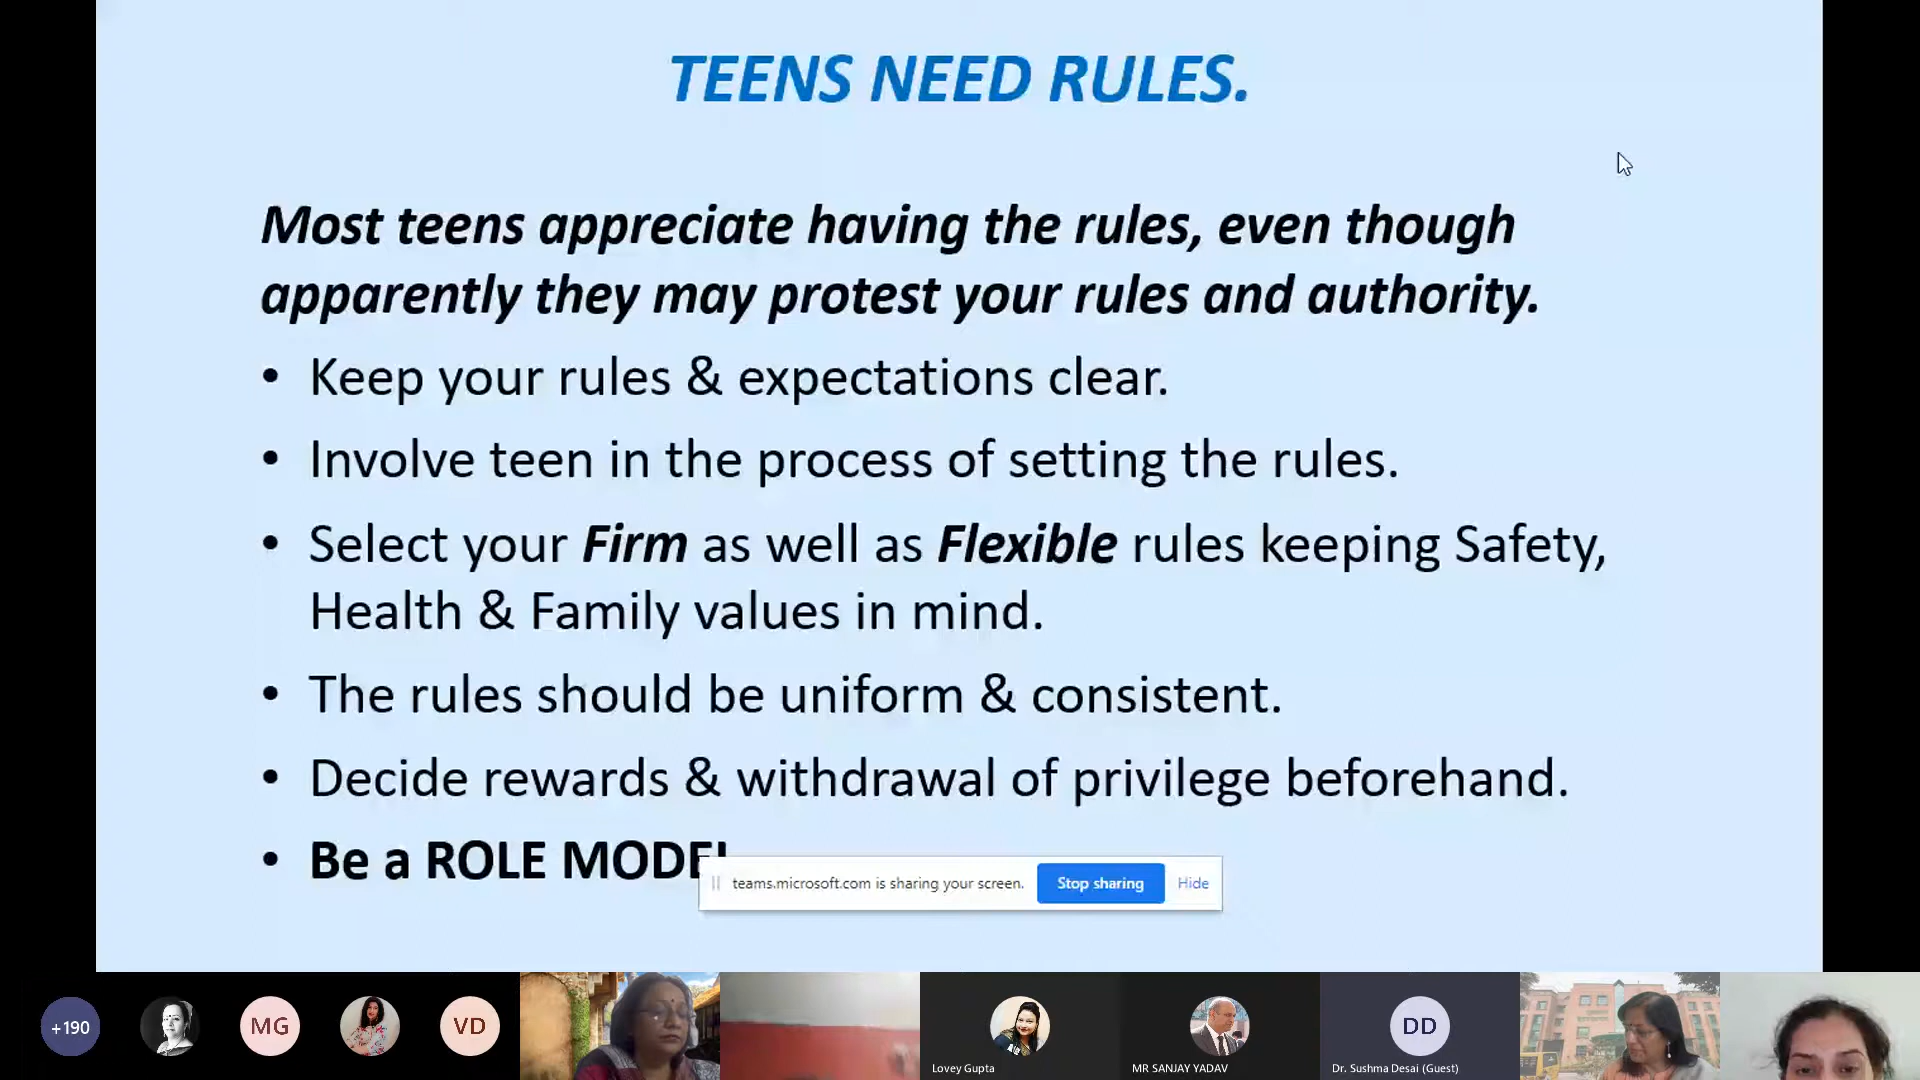 TEENS NEED RULES.
Most teens appreciate having the rules, even though
apparently they may protest your rules and authority.
• Keep your rules & expectations clear.
• Involve teen in the process of setting the rules.
• Select your Firm as well as Flexible rules keeping Safety,
Health & Family values in mind.
• The rules should be uniform & consistent.
• Decide rewards & withdrawal of privilege beforehand.
• Be a ROLE MODEL
teams.microsoft.com is sharing your screen. Stop sharing Hide
+190 MG VD DD
Lovey Gupta MR SANJAY YADAV Dr. Sushma Desai (Guest)